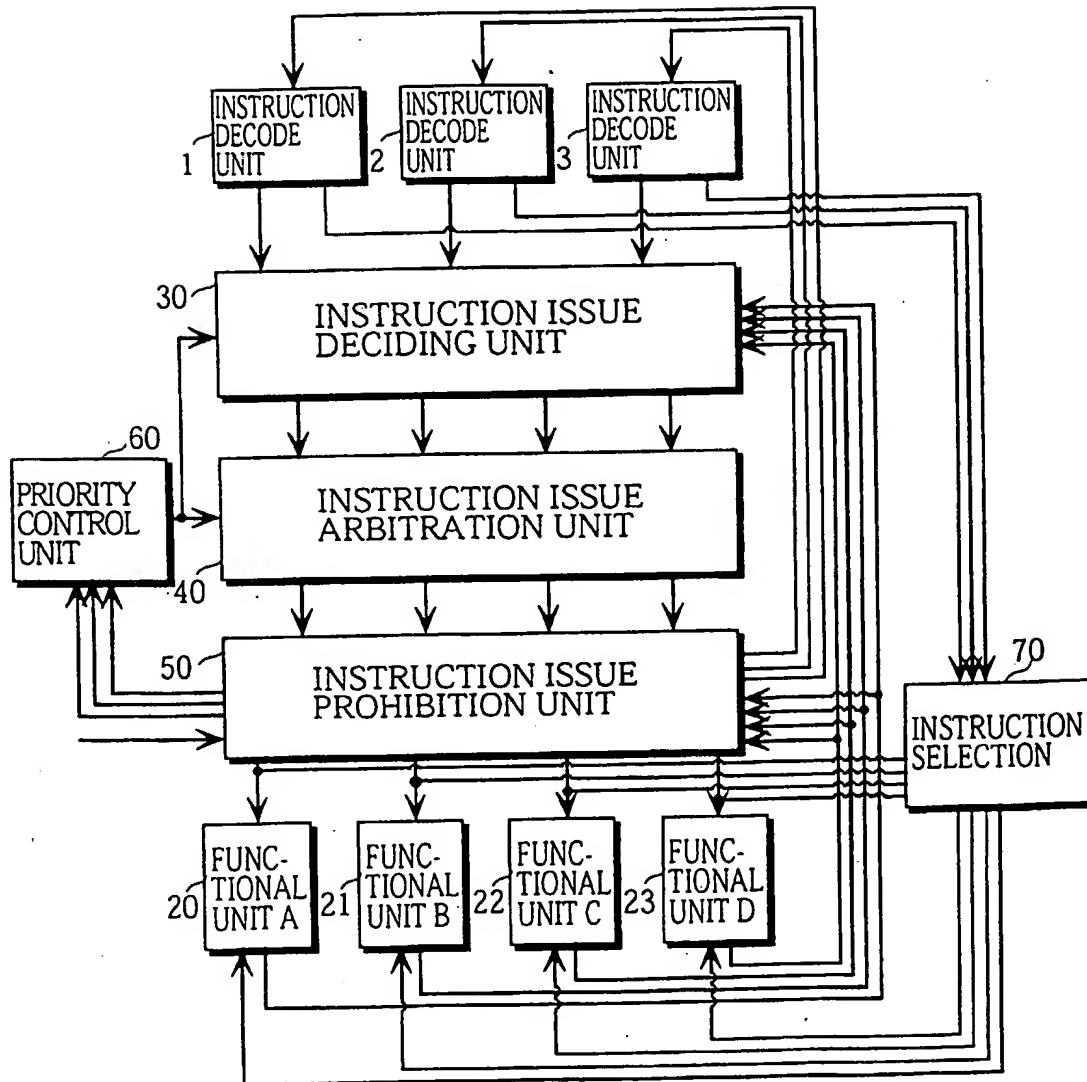 INSTRUCTION
DECODE
UNIT
1
INSTRUCTION
DECODE
UNIT
2
INSTRUCTION
DECODE
UNIT
3
30
INSTRUCTION ISSUE
DECIDING UNIT
60
PRIORITY
CONTROL
UNIT
INSTRUCTION ISSUE
ARBITRATION UNIT
40
50
INSTRUCTION ISSUE
PROHIBITION UNIT
70
INSTRUCTION
SELECTION
FUNC-
TIONAL
UNIT A
20
FUNC-
TIONAL
UNIT B
21
FUNC-
TIONAL
UNIT C
22
FUNC-
TIONAL
UNIT D
23